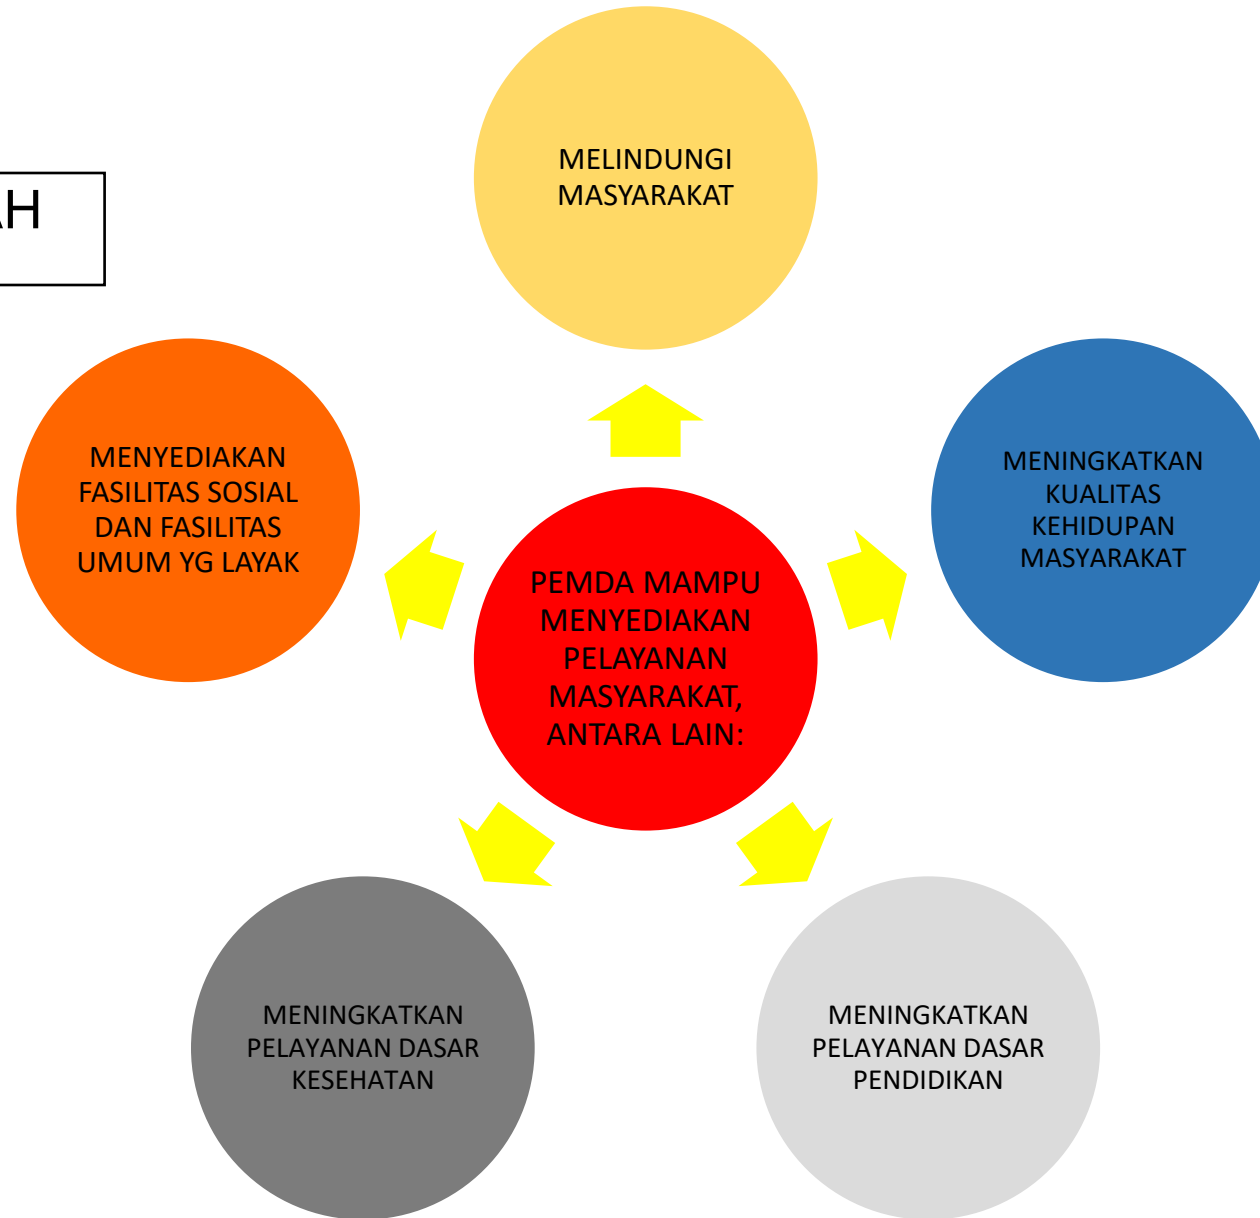 MELINDUNGI
MASYARAKAT
AH
MENYEDIAKAN
FASILITAS SOSIAL
DAN FASILITAS
UMUM YG LAYAK
MENINGKATKAN
KUALITAS
KEHIDUPAN
MASYARAKAT
PEMDA MAMPU
MENYEDIAKAN
PELAYANAN
MASYARAKAT,
ANTARA LAIN:
MENINGKATKAN
PELAYANAN DASAR
KESEHATAN
MENINGKATKAN
PELAYANAN DASAR
PENDIDIKAN